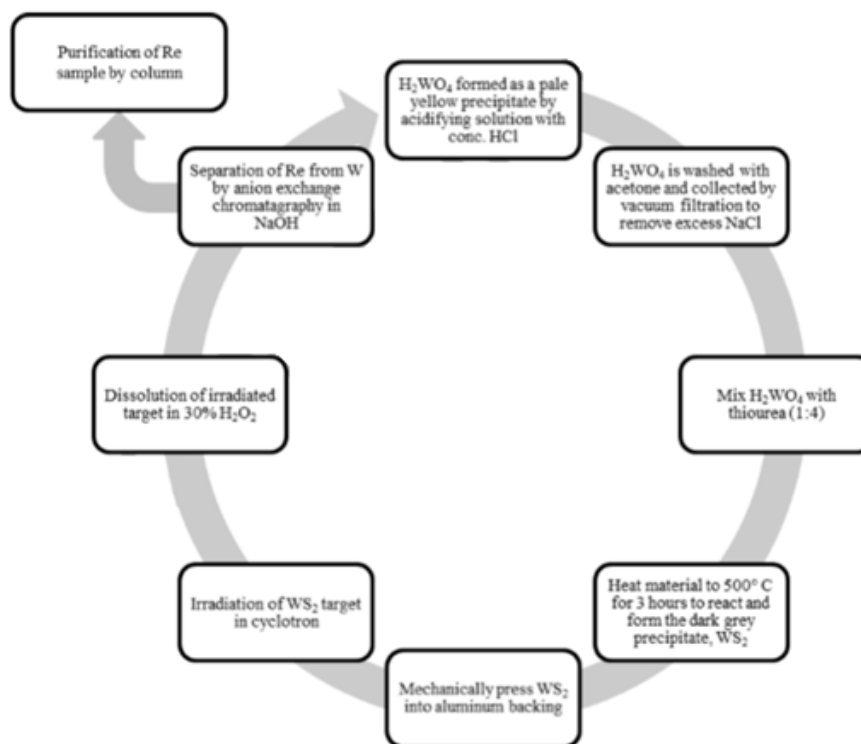 Purification of Re
sample by column
H₂WO₄ formed as a pale
yellow precipitate by
acidifying solution with
conc. HCl
Separation of Re from W
by anion exchange
chromatagraphy in
NaOH
H₂WO₄ is washed with
acetone and collected by
vacuum filtration to
remove excess NaCl
Dissolution of irradiated
target in 30% H₂O₂
Mix H₂WO₄ with
thiourea (1:4)
Irradiation of WS₂ target
in cyclotron
Heat material to 500° C
for 3 hours to react and
form the dark grey
precipitate, WS₂
Mechanically press WS₂
into aluminum backing